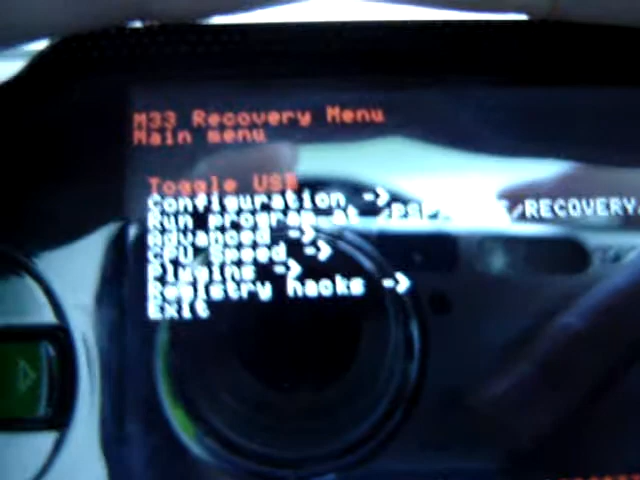 M33 Recovery Menu
Main menu
Toggle USB
Configuration ->
Run program at /PSP/ /RECOVERY/
Advanced ->
CPU Speed ->
Plugins ->
Registry hacks ->
Exit